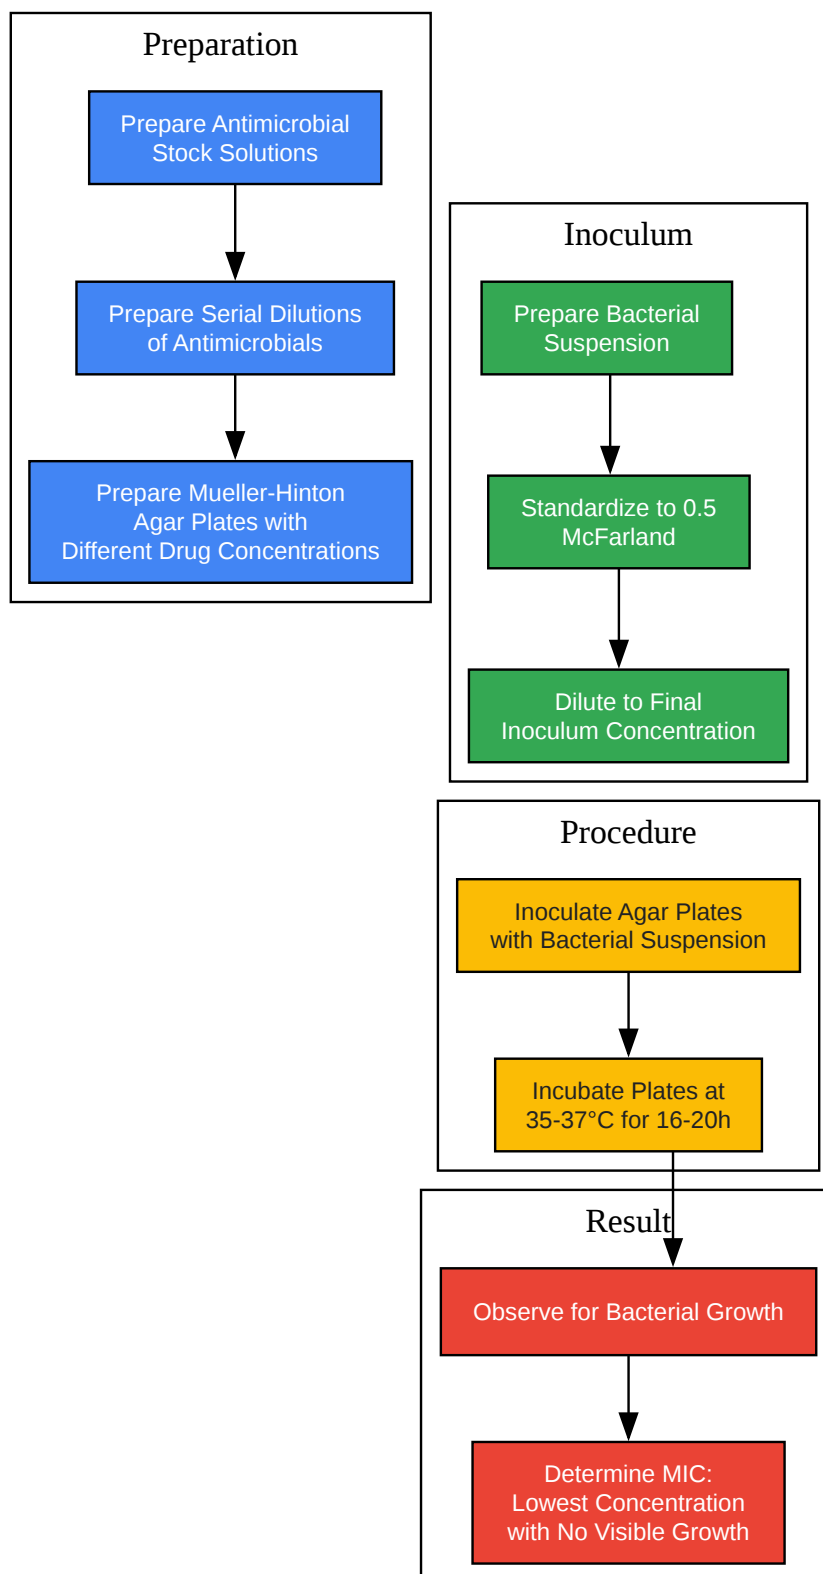 Preparation
Prepare Antimicrobial
Stock Solutions
Prepare Serial Dilutions
of Antimicrobials
Prepare Mueller-Hinton
Agar Plates with
Different Drug Concentrations
Inoculum
Prepare Bacterial
Suspension
Standardize to 0.5
McFarland
Dilute to Final
Inoculum Concentration
Procedure
Inoculate Agar Plates
with Bacterial Suspension
Incubate Plates at
35-37°C for 16-20h
Result
Observe for Bacterial Growth
Determine MIC:
Lowest Concentration
with No Visible Growth